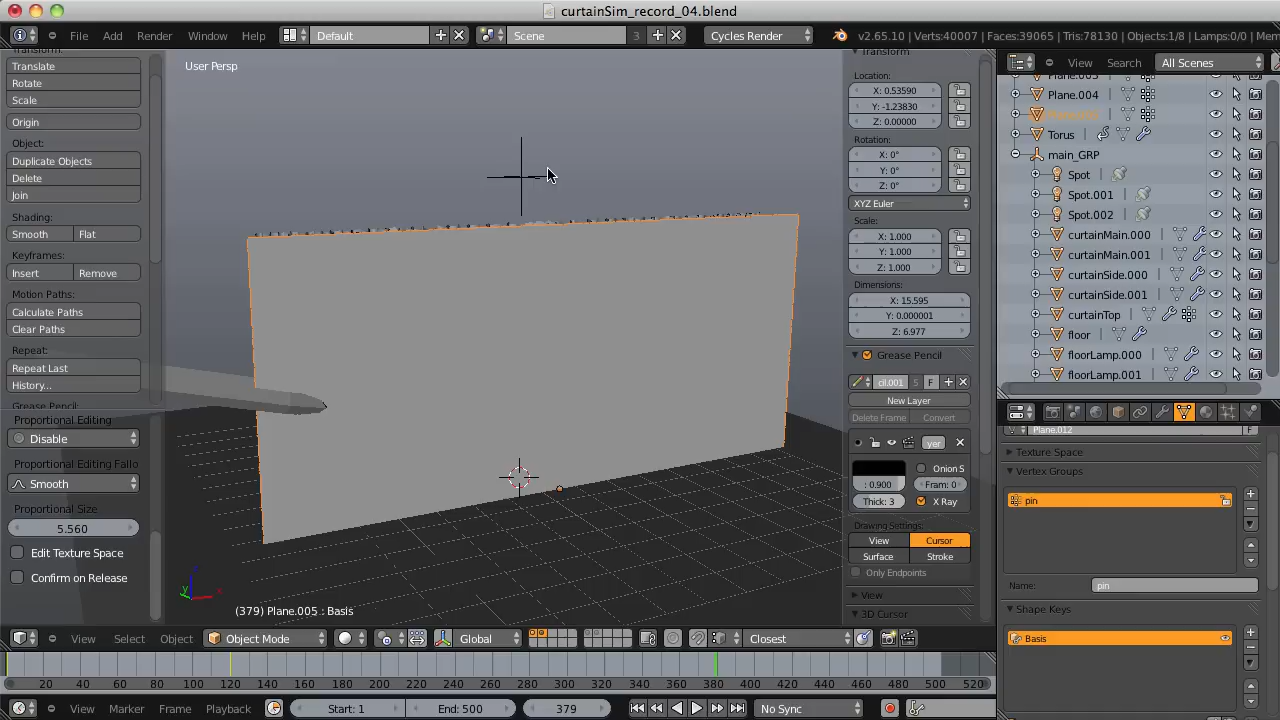 curtainSim_record_04.blend
File Add Render Window Help Default Scene 3 Cycles Render v2.65.10 | Verts:40007 | Faces:39065 | Tris:78130 | Objects:1/8 | Lamps:0/0 | Mem
Translate
Rotate
Scale
Origin
Object:
Duplicate Objects
Delete
Join
Shading:
Smooth Flat
Keyframes:
Insert Remove
Motion Paths:
Calculate Paths
Clear Paths
Repeat:
Repeat Last
History...
Grease Pencil:
Proportional Editing
Disable
Proportional Editing Fallo
Smooth
Proportional Size
5.560
Edit Texture Space
Confirm on Release
User Persp
(379) Plane.005 : Basis
Transform
Location:
X: 0.53590
Y: -1.23830
Z: 0.00000
Rotation:
X: 0°
Y: 0°
Z: 0°
XYZ Euler
Scale:
X: 1.000
Y: 1.000
Z: 1.000
Dimensions:
X: 15.595
Y: 0.000001
Z: 6.977
Grease Pencil
cil.001 5 F
New Layer
Delete Frame Convert
yer
Onion S
: 0.900 Fram: 0
Thick: 3 X Ray
Drawing Settings:
View Cursor
Surface Stroke
Only Endpoints
View
3D Cursor
View Search All Scenes
Plane.003
Plane.004
Torus
main_GRP
Spot
Spot.001
Spot.002
curtainMain.000
curtainMain.001
curtainSide.000
curtainSide.001
curtainTop
floor
floorLamp.000
floorLamp.001
Plane.012 F
Texture Space
Vertex Groups
pin
Name: pin
Shape Keys
Basis
View Select Object Object Mode Global Closest
20 40 60 80 100 120 140 160 180 200 220 240 260 280 300 320 340 360 380 400 420 440 460 480 500 520
View Marker Frame Playback Start: 1 End: 500 379 No Sync